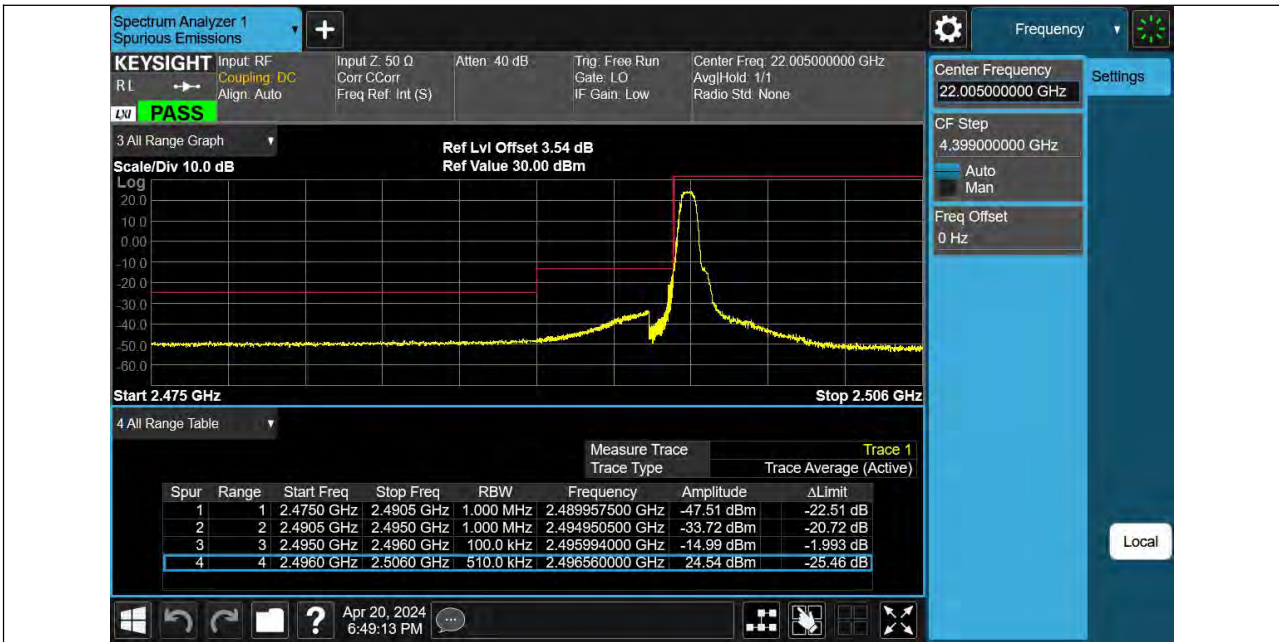 Spectrum Analyzer 1
Spurious Emissions
Frequency
KEYSIGHT
Input: RF
Coupling: DC
Align: Auto
Input Z: 50 Ω
Corr CCorr
Freq Ref: Int (S)
Atten: 40 dB
Trig: Free Run
Gate: LO
IF Gain: Low
Center Freq: 22.005000000 GHz
Avg|Hold: 1/1
Radio Std: None
RL
LXI
PASS
Center Frequency
22.005000000 GHz
Settings
CF Step
4.399000000 GHz
Auto
Man
Freq Offset
0 Hz
3 All Range Graph
Scale/Div 10.0 dB
Ref Lvl Offset 3.54 dB
Ref Value 30.00 dBm
Log
20.0
10.0
0.00
-10.0
-20.0
-30.0
-40.0
-50.0
-60.0
Start 2.475 GHz Stop 2.506 GHz
4 All Range Table
Measure Trace Trace 1
Trace Type Trace Average (Active)
Spur Range Start Freq Stop Freq RBW Frequency Amplitude ΔLimit
1 1 2.4750 GHz 2.4905 GHz 1.000 MHz 2.489957500 GHz -47.51 dBm -22.51 dB
2 2 2.4905 GHz 2.4950 GHz 1.000 MHz 2.494950500 GHz -33.72 dBm -20.72 dB
3 3 2.4950 GHz 2.4960 GHz 100.0 kHz 2.495994000 GHz -14.99 dBm -1.993 dB
4 4 2.4960 GHz 2.5060 GHz 510.0 kHz 2.496560000 GHz 24.54 dBm -25.46 dB
Local
Apr 20, 2024
6:49:13 PM